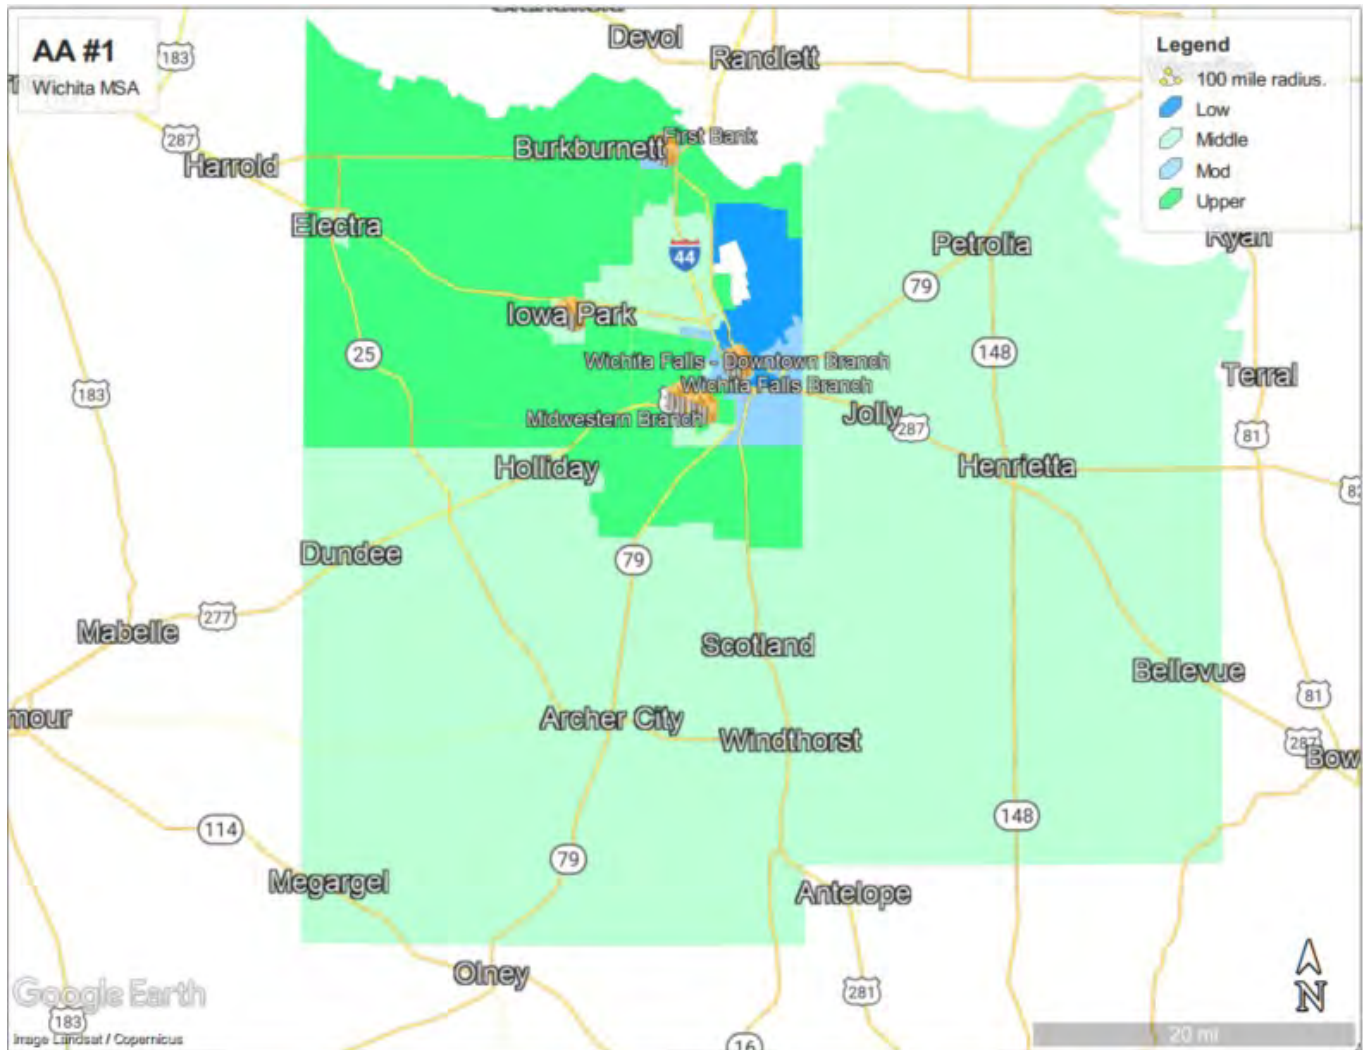 AA #1
Wichita MSA
Legend
100 mile radius.
Low
Middle
Mod
Upper
Devol
Randlett
183
287
Harrold
Burkburnett
First Bank
Electra
44
Petrolia
Ryan
79
Iowa Park
25
148
Wichita Falls - Downtown Branch
Wichita Falls Branch
Terral
183
Midwestern Branch
Jolly
287
81
Holliday
Henrietta
82
Dundee
79
277
Mabelle
Scotland
Bellevue
81
mour
Archer City
Windthorst
287
Bow
114
148
79
Megargel
Antelope
Olney
281
Google Earth
183
Image Landsat / Copernicus
16
N
20 mi